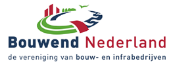 Bouwend Nederland
de vereniging van bouw- en infrabedrijven